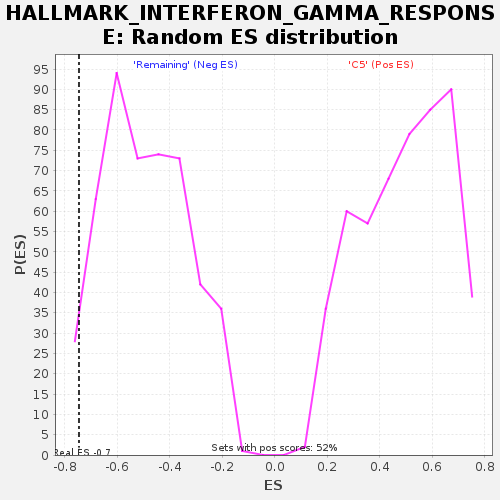 HALLMARK_INTERFERON_GAMMA_RESPONS
E: Random ES distribution
'Remaining' (Neg ES)
'C5' (Pos ES)
95
90
85
80
75
70
65
60
55
50
45
40
35
30
25
20
15
10
5
0
P(ES)
Sets with pos scores: 52%
Real ES -0.7
-0.8 -0.6 -0.4 -0.2 0.0 0.2 0.4 0.6 0.8
ES